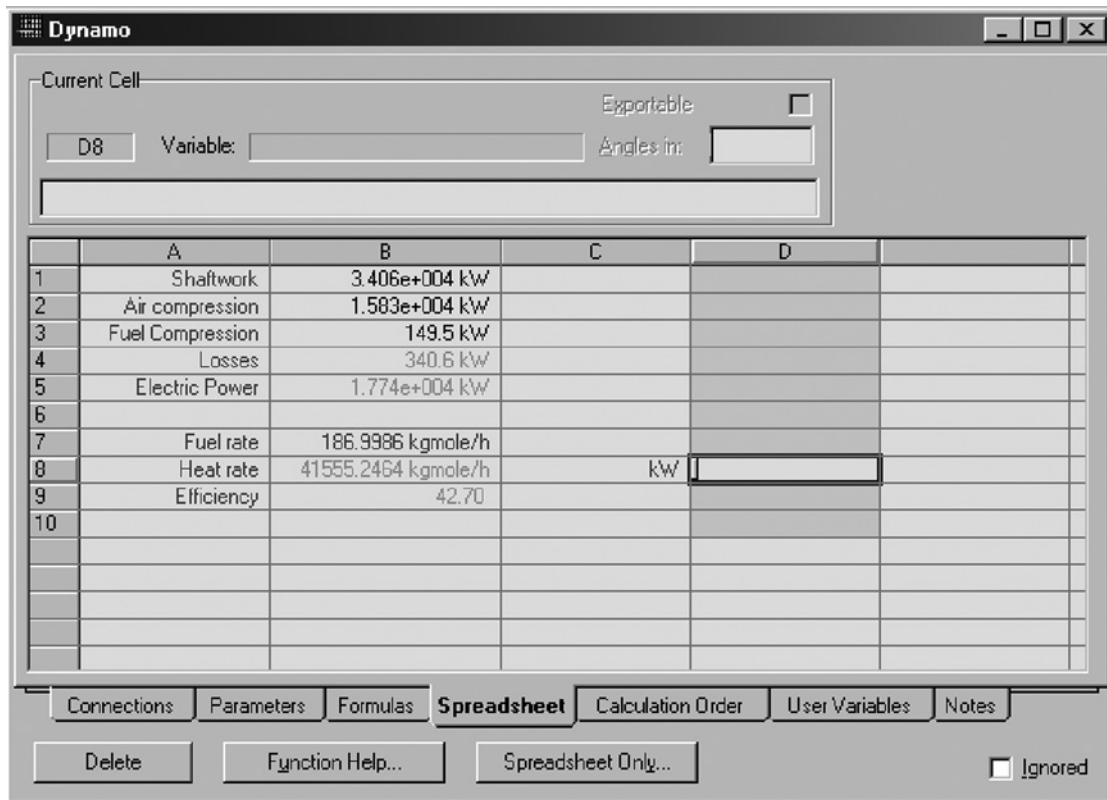 Dynamo
Current Cell
Exportable
D8 Variable: Angles in:
A B C D
1 Shaftwork 3.406e+004 kW
2 Air compression 1.583e+004 kW
3 Fuel Compression 149.5 kW
4 Losses 340.6 kW
5 Electric Power 1.774e+004 kW
6
7 Fuel rate 186.9986 kgmole/h
8 Heat rate 41555.2464 kgmole/h kW
9 Efficiency 42.70
10
Connections Parameters Formulas Spreadsheet Calculation Order User Variables Notes
Delete Function Help... Spreadsheet Only... Ignored